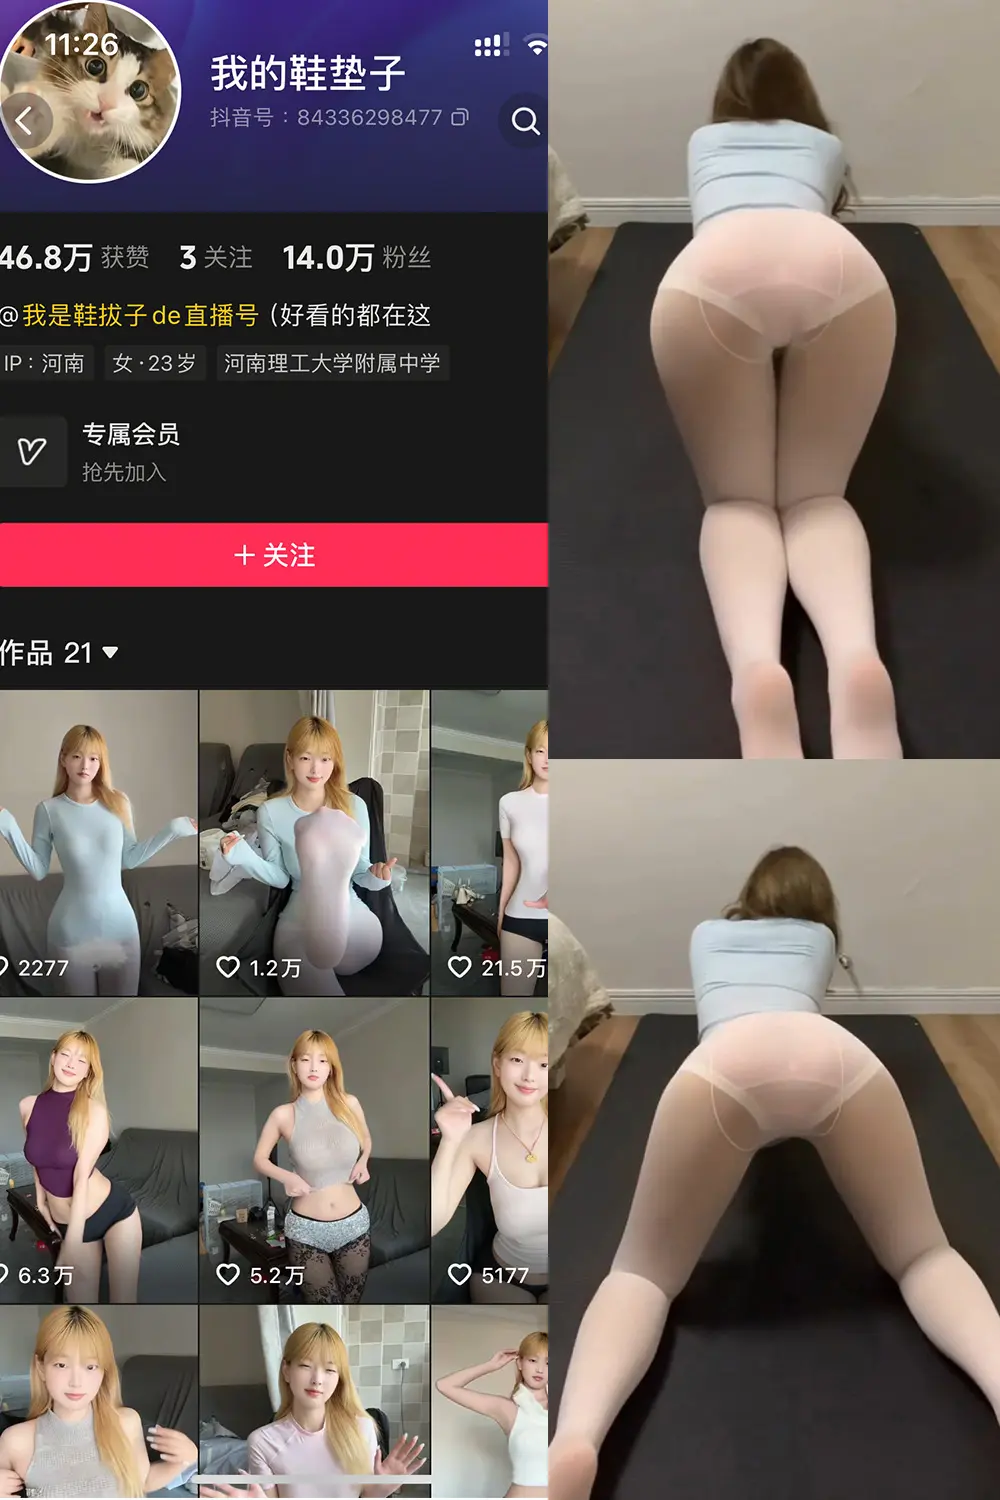 11:26
我的鞋垫子
抖音号：84336298477
46.8万 获赞 3 关注 14.0万 粉丝
@我是鞋拔子de直播号（好看的都在这
IP：河南 女·23岁 河南理工大学附属中学
专属会员
抢先加入
＋关注
作品 21
2277 1.2万 21.5万
6.3万 5.2万 5177